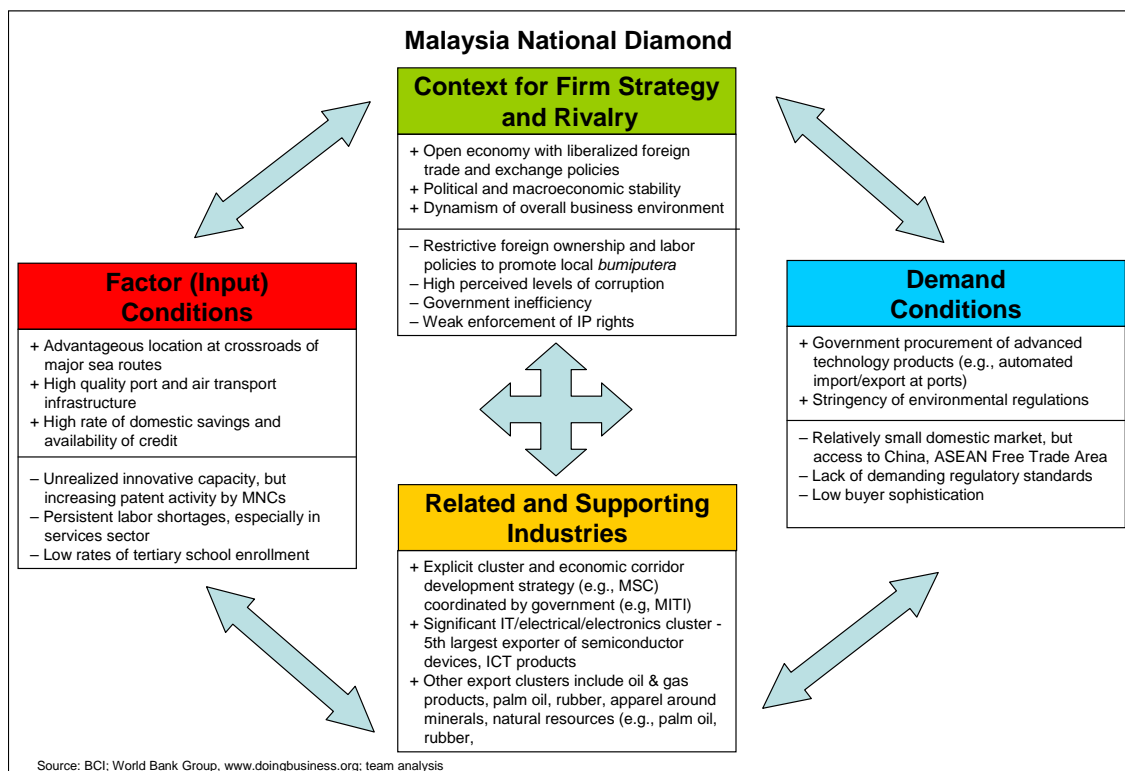 Malaysia National Diamond
Context for Firm Strategy
and Rivalry
+ Open economy with liberalized foreign
trade and exchange policies
+ Political and macroeconomic stability
+ Dynamism of overall business environment
– Restrictive foreign ownership and labor
policies to promote local bumiputera
– High perceived levels of corruption
– Government inefficiency
– Weak enforcement of IP rights
Factor (Input)
Conditions
+ Advantageous location at crossroads of
major sea routes
+ High quality port and air transport
infrastructure
+ High rate of domestic savings and
availability of credit
– Unrealized innovative capacity, but
increasing patent activity by MNCs
– Persistent labor shortages, especially in
services sector
– Low rates of tertiary school enrollment
Demand
Conditions
+ Government procurement of advanced
technology products (e.g., automated
import/export at ports)
+ Stringency of environmental regulations
– Relatively small domestic market, but
access to China, ASEAN Free Trade Area
– Lack of demanding regulatory standards
– Low buyer sophistication
Related and Supporting
Industries
+ Explicit cluster and economic corridor
development strategy (e.g., MSC)
coordinated by government (e.g, MITI)
+ Significant IT/electrical/electronics cluster -
5th largest exporter of semiconductor
devices, ICT products
+ Other export clusters include oil & gas
products, palm oil, rubber, apparel around
minerals, natural resources (e.g., palm oil,
rubber,
Source: BCI; World Bank Group, www.doingbusiness.org; team analysis